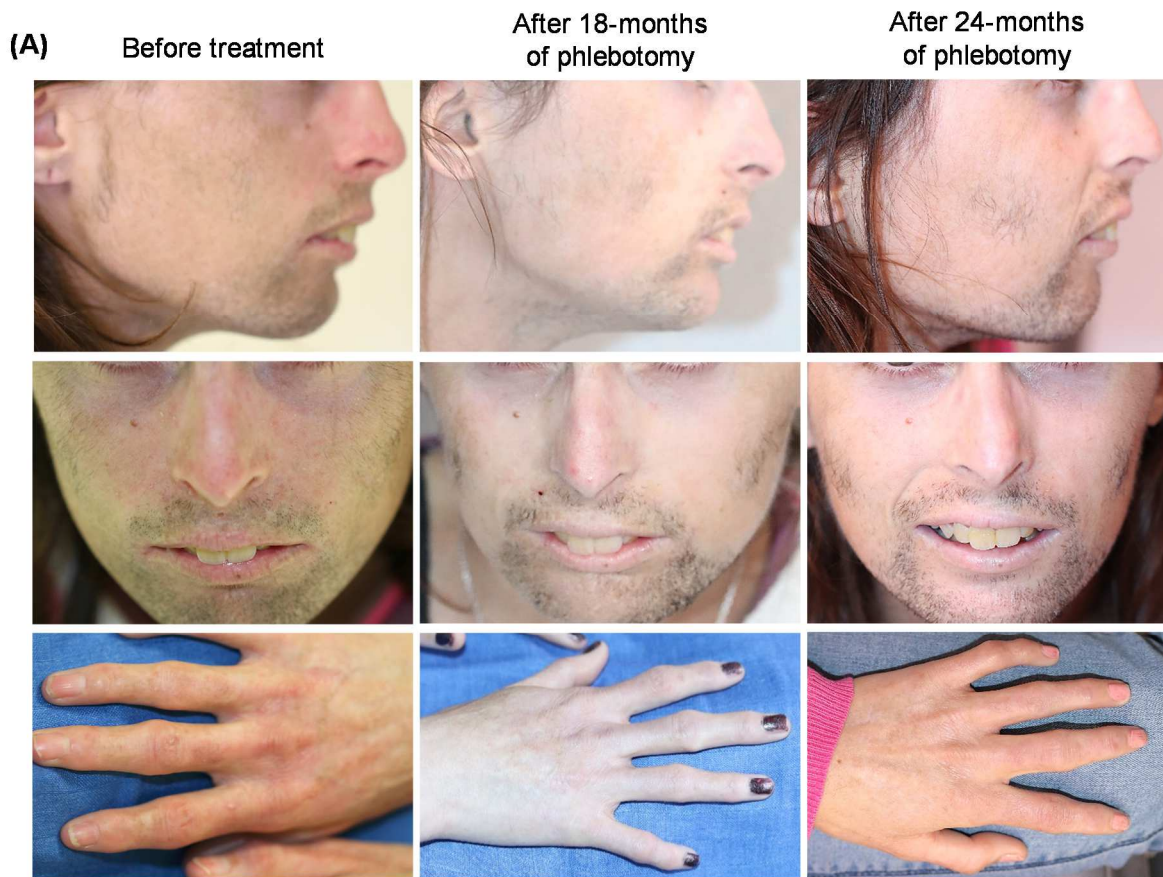 (A)
Before treatment
After 18-months
of phlebotomy
After 24-months
of phlebotomy